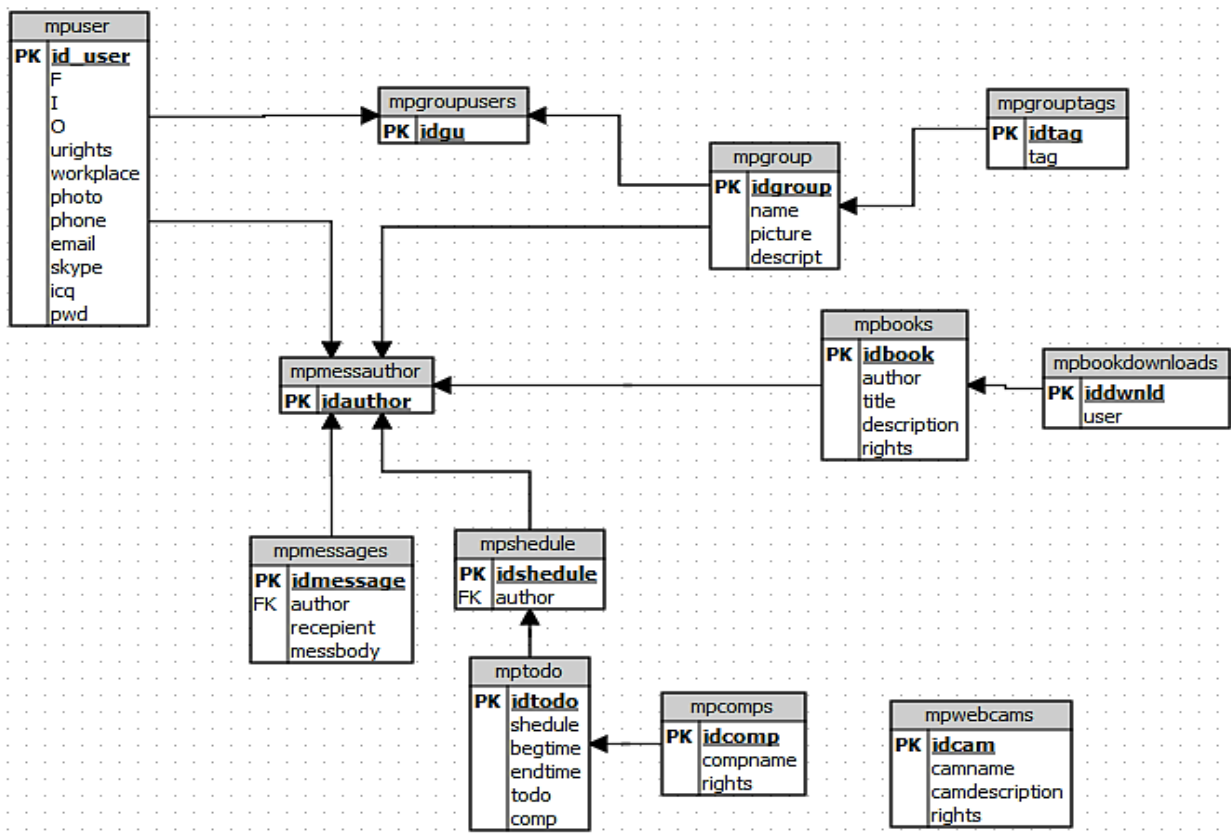 mpuser
PK id_user
F
I
O
urights
workplace
photo
phone
email
skype
icq
pwd
mpgroupusers
PK idgu
mpgroup
PK idgroup
name
picture
descript
mpgrouptags
PK idtag
tag
mpmessauthor
PK idauthor
mpbooks
PK idbook
author
title
description
rights
mpbookdownloads
PK iddwnld
user
mpmessages
PK idmessage
FK author
recepient
messbody
mpshedule
PK idshedule
FK author
mptodo
PK idtodo
shedule
begtime
endtime
todo
comp
mpcomps
PK idcomp
compname
rights
mpwebcams
PK idcam
camname
camdescription
rights